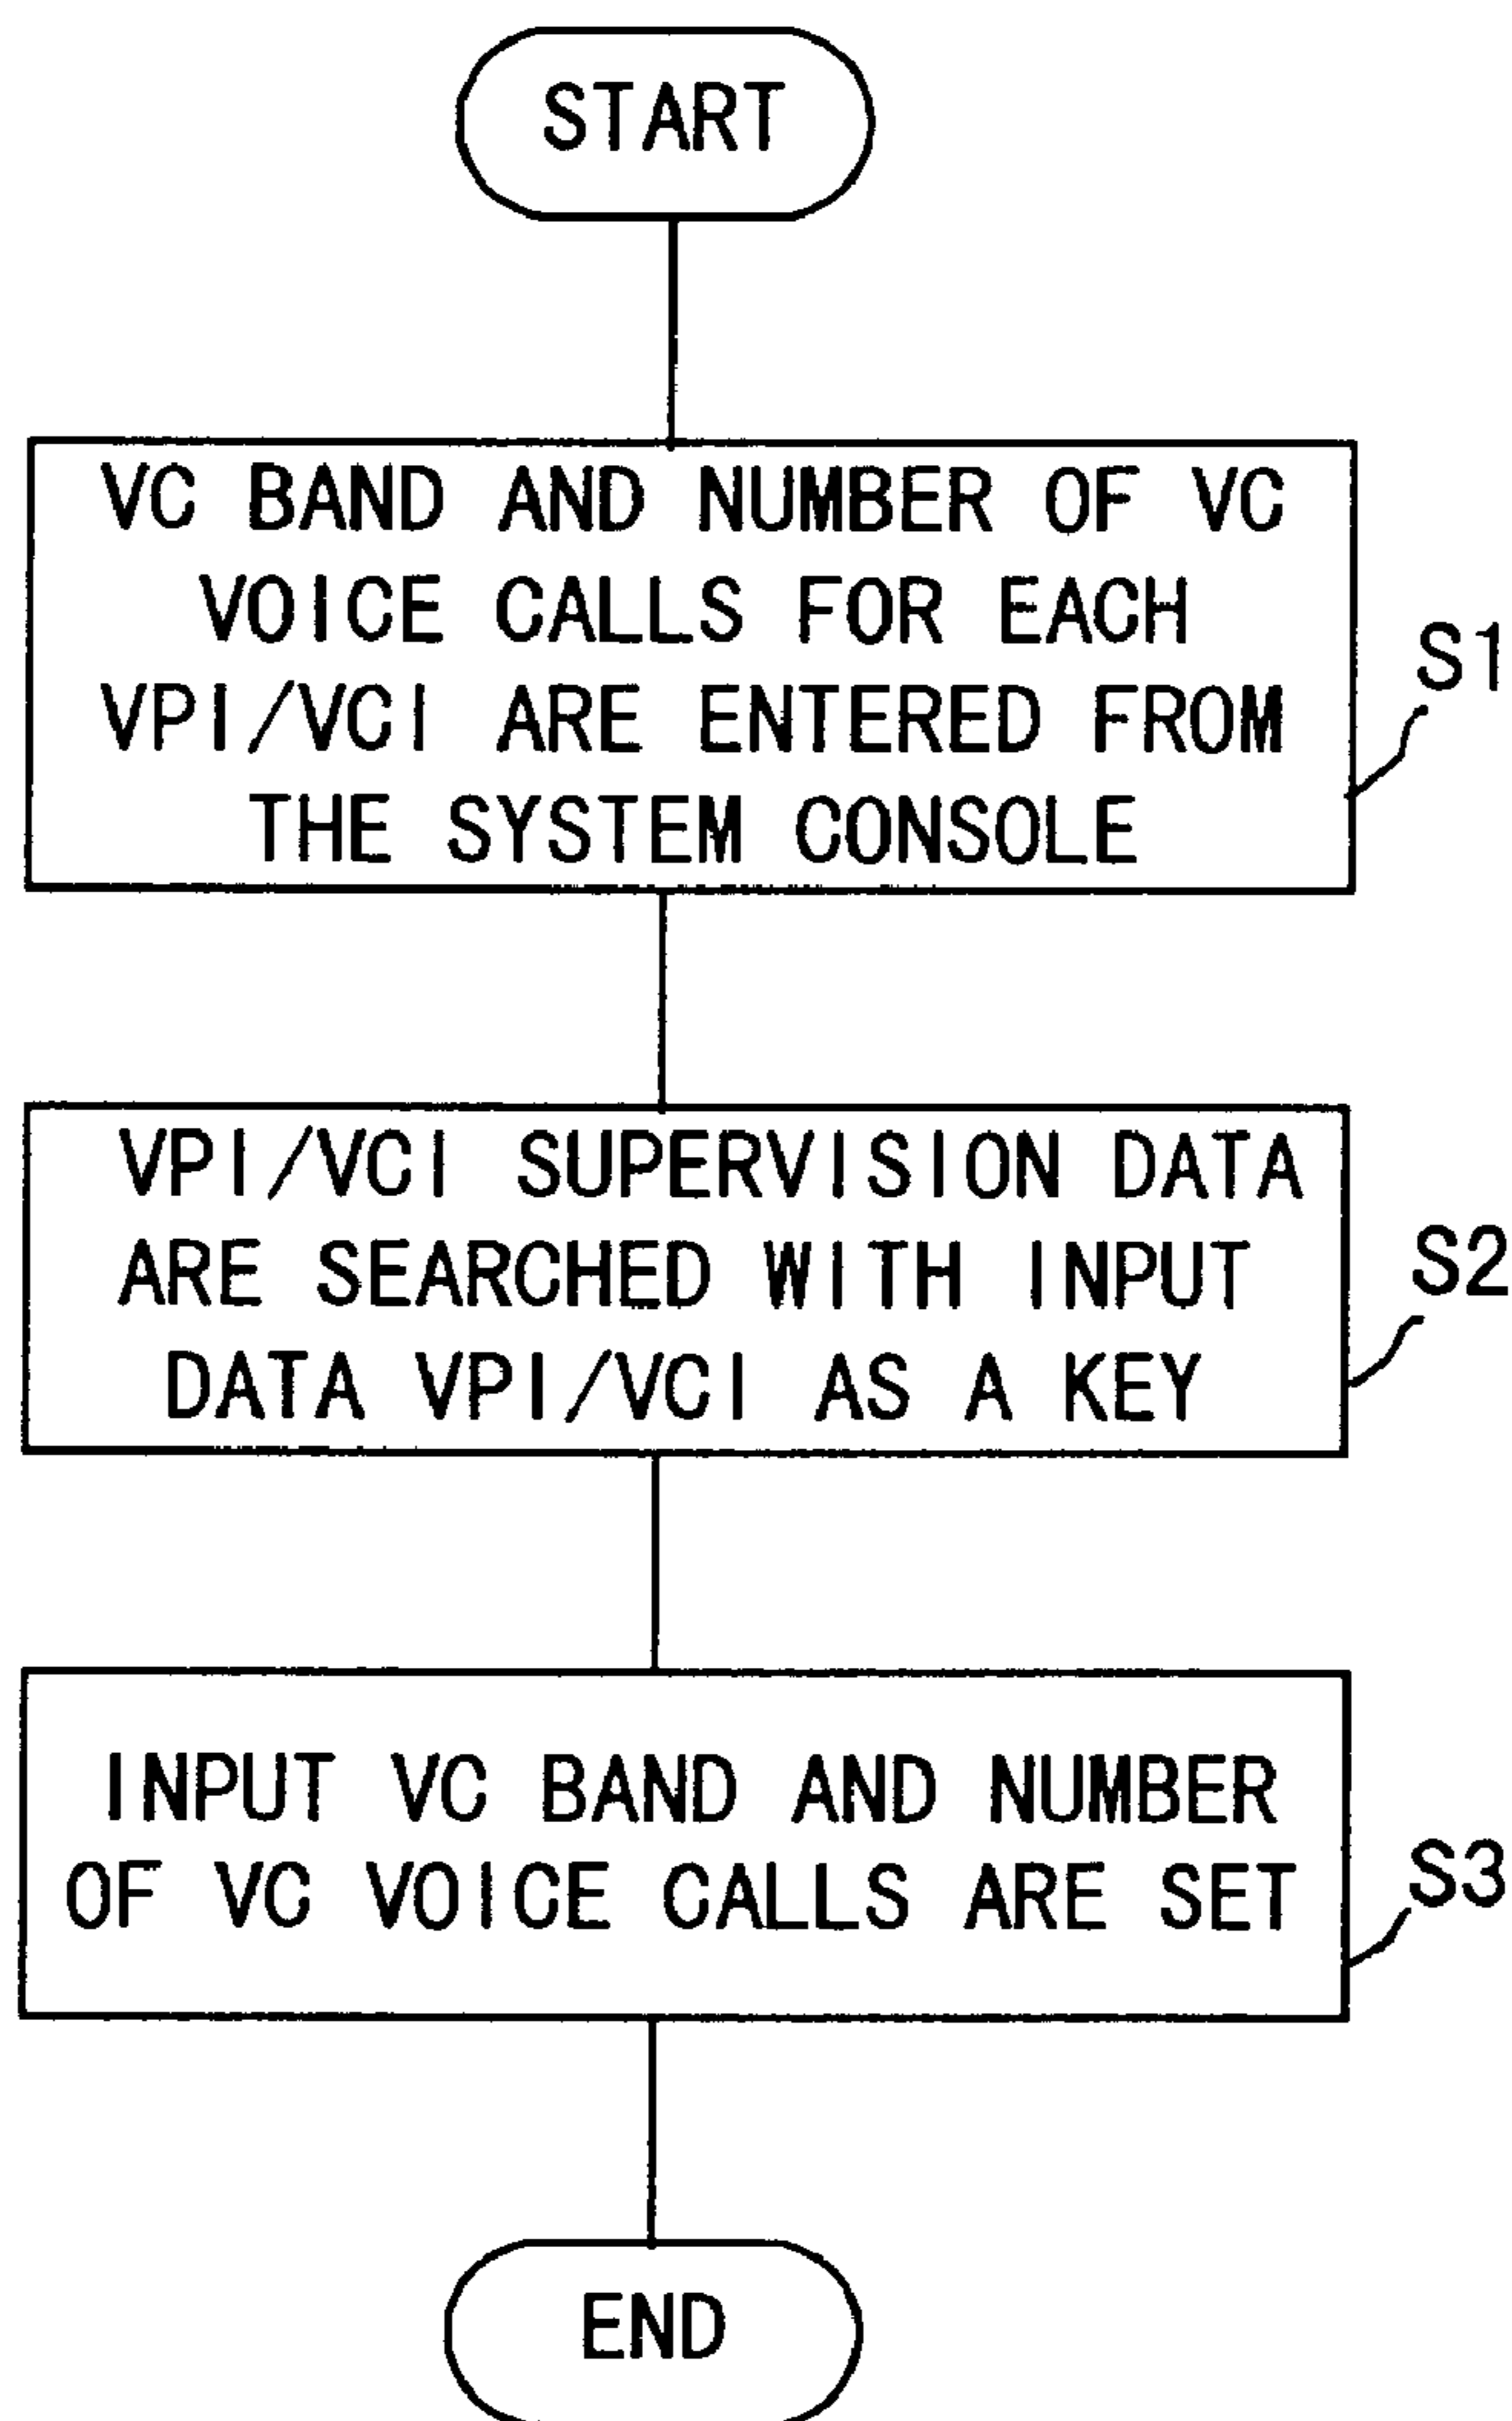 START
VC BAND AND NUMBER OF VC
VOICE CALLS FOR EACH
VPI/VCI ARE ENTERED FROM
THE SYSTEM CONSOLE
S1
VPI/VCI SUPERVISION DATA
ARE SEARCHED WITH INPUT
DATA VPI/VCI AS A KEY
S2
INPUT VC BAND AND NUMBER
OF VC VOICE CALLS ARE SET
S3
END